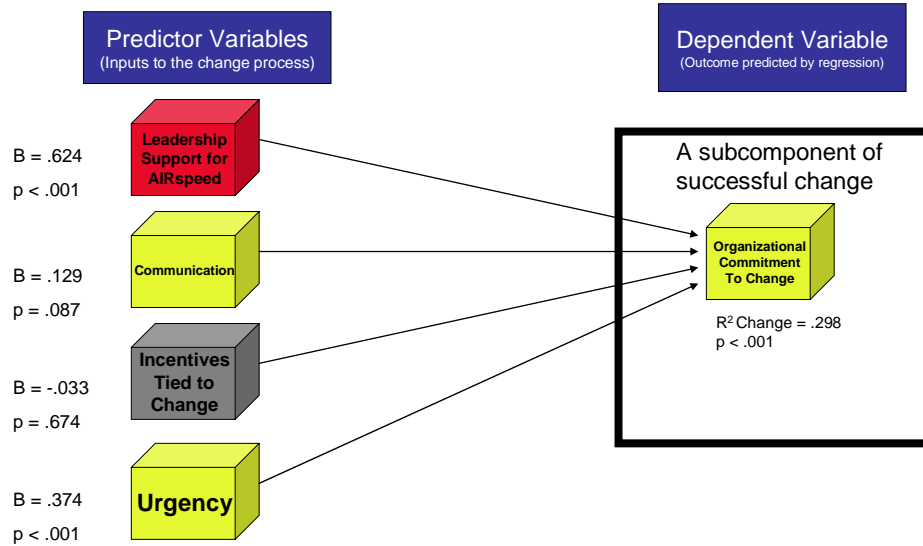 Predictor Variables
(Inputs to the change process)
Dependent Variable
(Outcome predicted by regression)
B = .624
p < .001
Leadership
Support for
AIRspeed
B = .129
p = .087
Communication
B = -.033
p = .674
Incentives
Tied to
Change
B = .374
p < .001
Urgency
A subcomponent of
successful change
Organizational
Commitment
To Change
R² Change = .298
p < .001